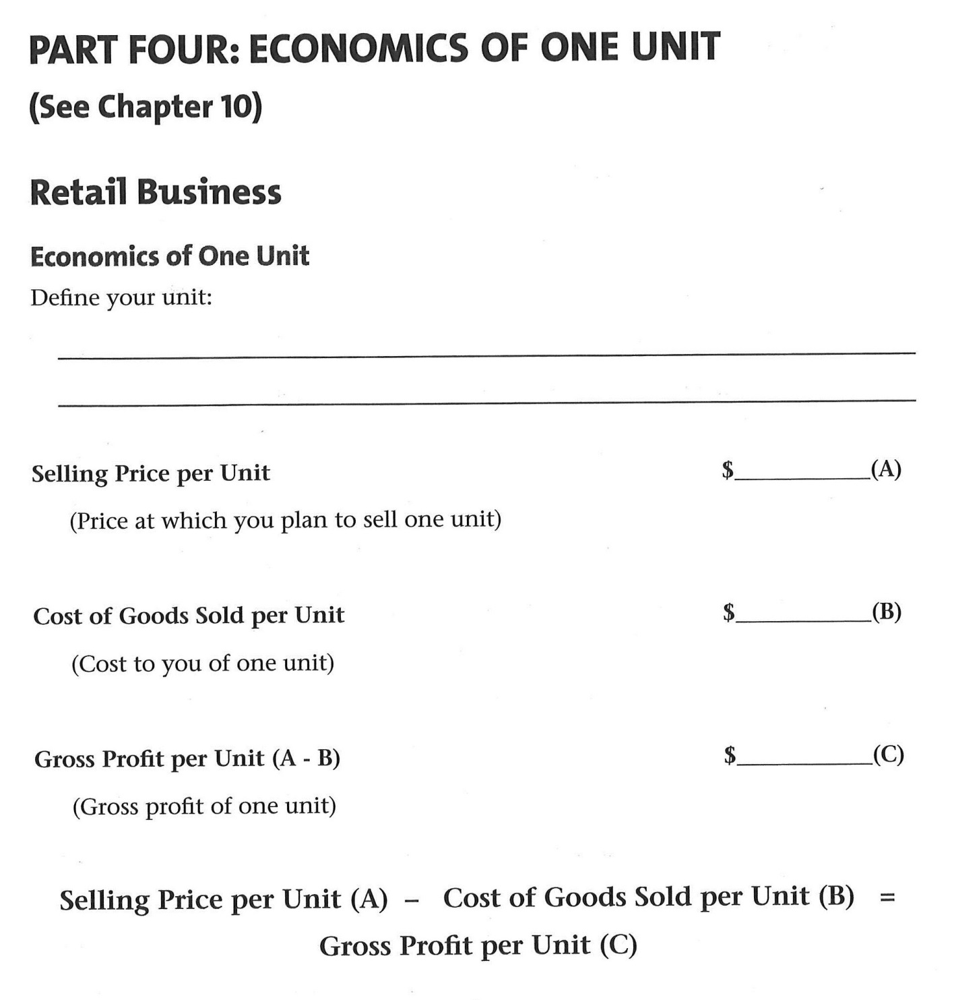 PART FOUR: ECONOMICS OF ONE UNIT
(See Chapter 10)
Retail Business
Economics of One Unit
Define your unit:
Selling Price per Unit $__________(A)
(Price at which you plan to sell one unit)
Cost of Goods Sold per Unit $__________(B)
(Cost to you of one unit)
Gross Profit per Unit (A - B) $__________(C)
(Gross profit of one unit)
Selling Price per Unit (A) – Cost of Goods Sold per Unit (B) =
Gross Profit per Unit (C)